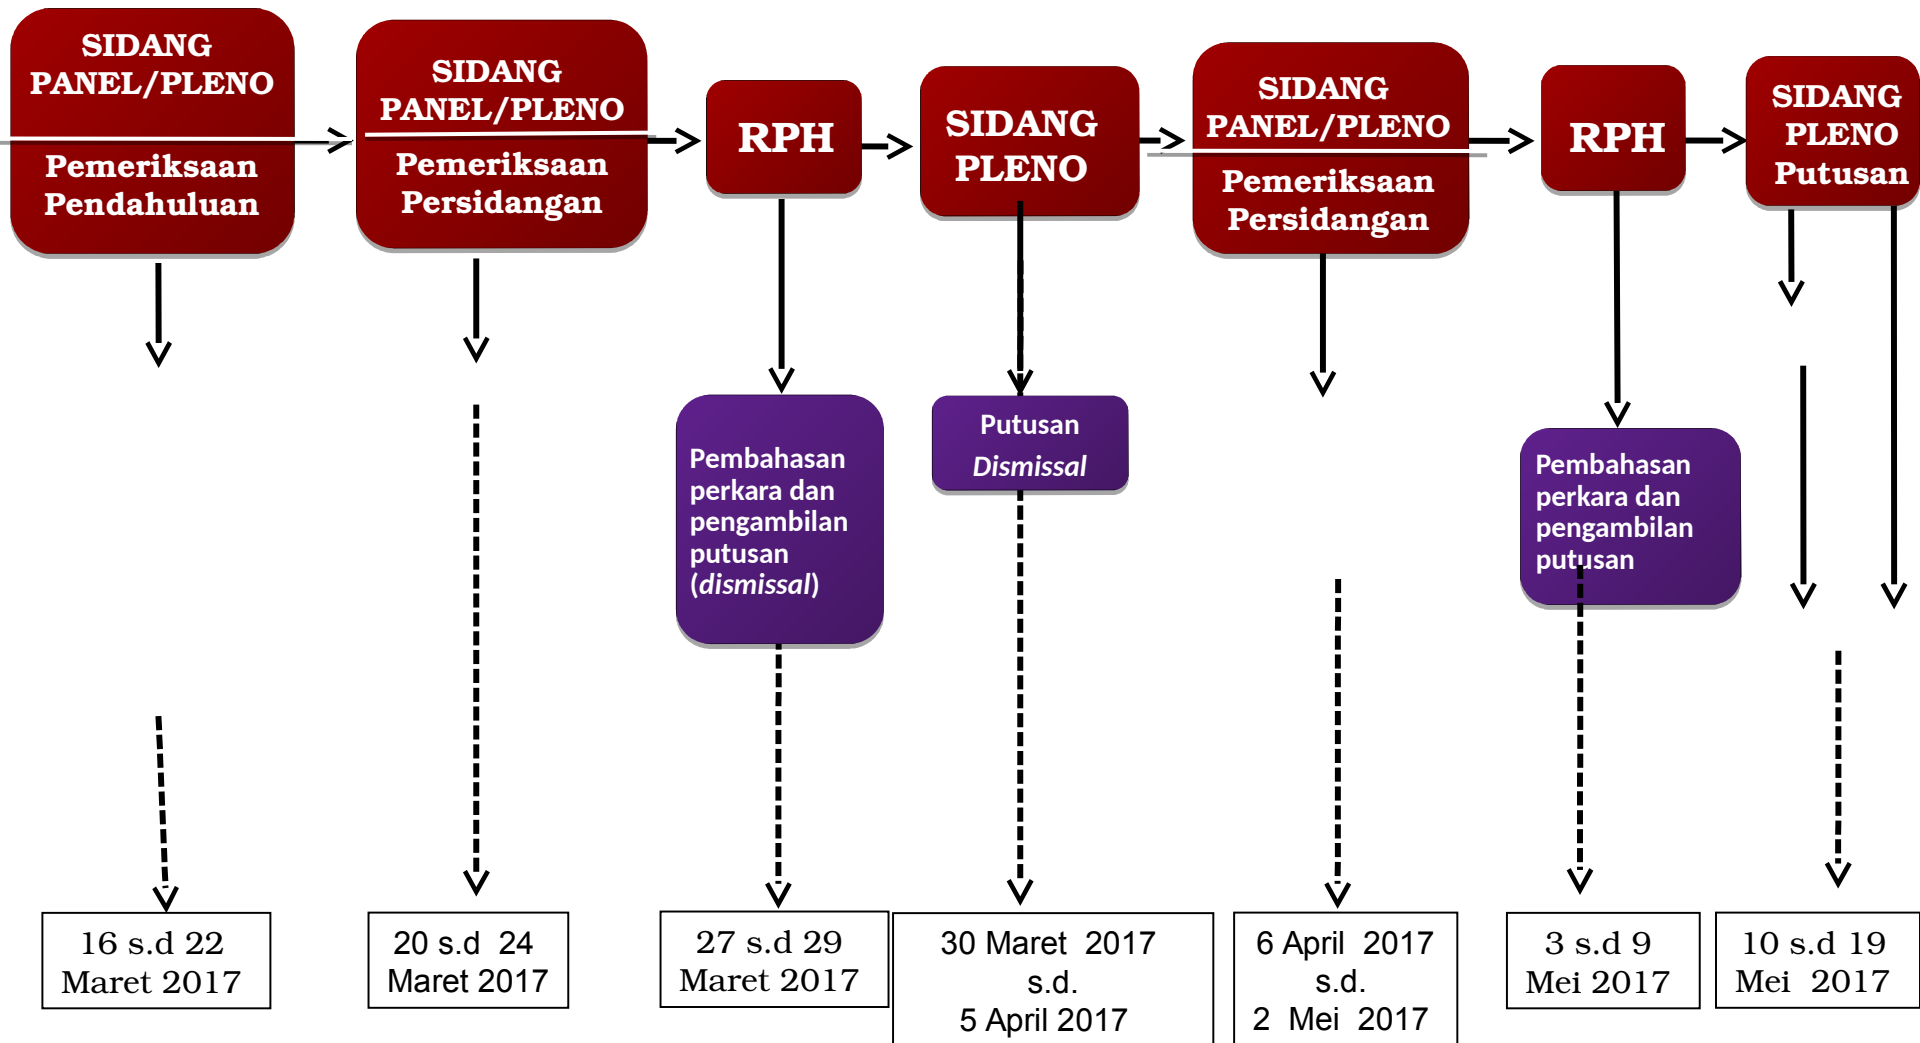 SIDANG
PANEL/PLENO
Pemeriksaan
Pendahuluan
SIDANG
PANEL/PLENO
Pemeriksaan
Persidangan
RPH
SIDANG
PLENO
SIDANG
PANEL/PLENO
Pemeriksaan
Persidangan
RPH
SIDANG
PLENO
Putusan
Pembahasan
perkara dan
pengambilan
putusan
(dismissal)
Putusan
Dismissal
Pembahasan
perkara dan
pengambilan
putusan
16 s.d 22
Maret 2017
20 s.d 24
Maret 2017
27 s.d 29
Maret 2017
30 Maret 2017
s.d.
5 April 2017
6 April 2017
s.d.
2 Mei 2017
3 s.d 9
Mei 2017
10 s.d 19
Mei 2017